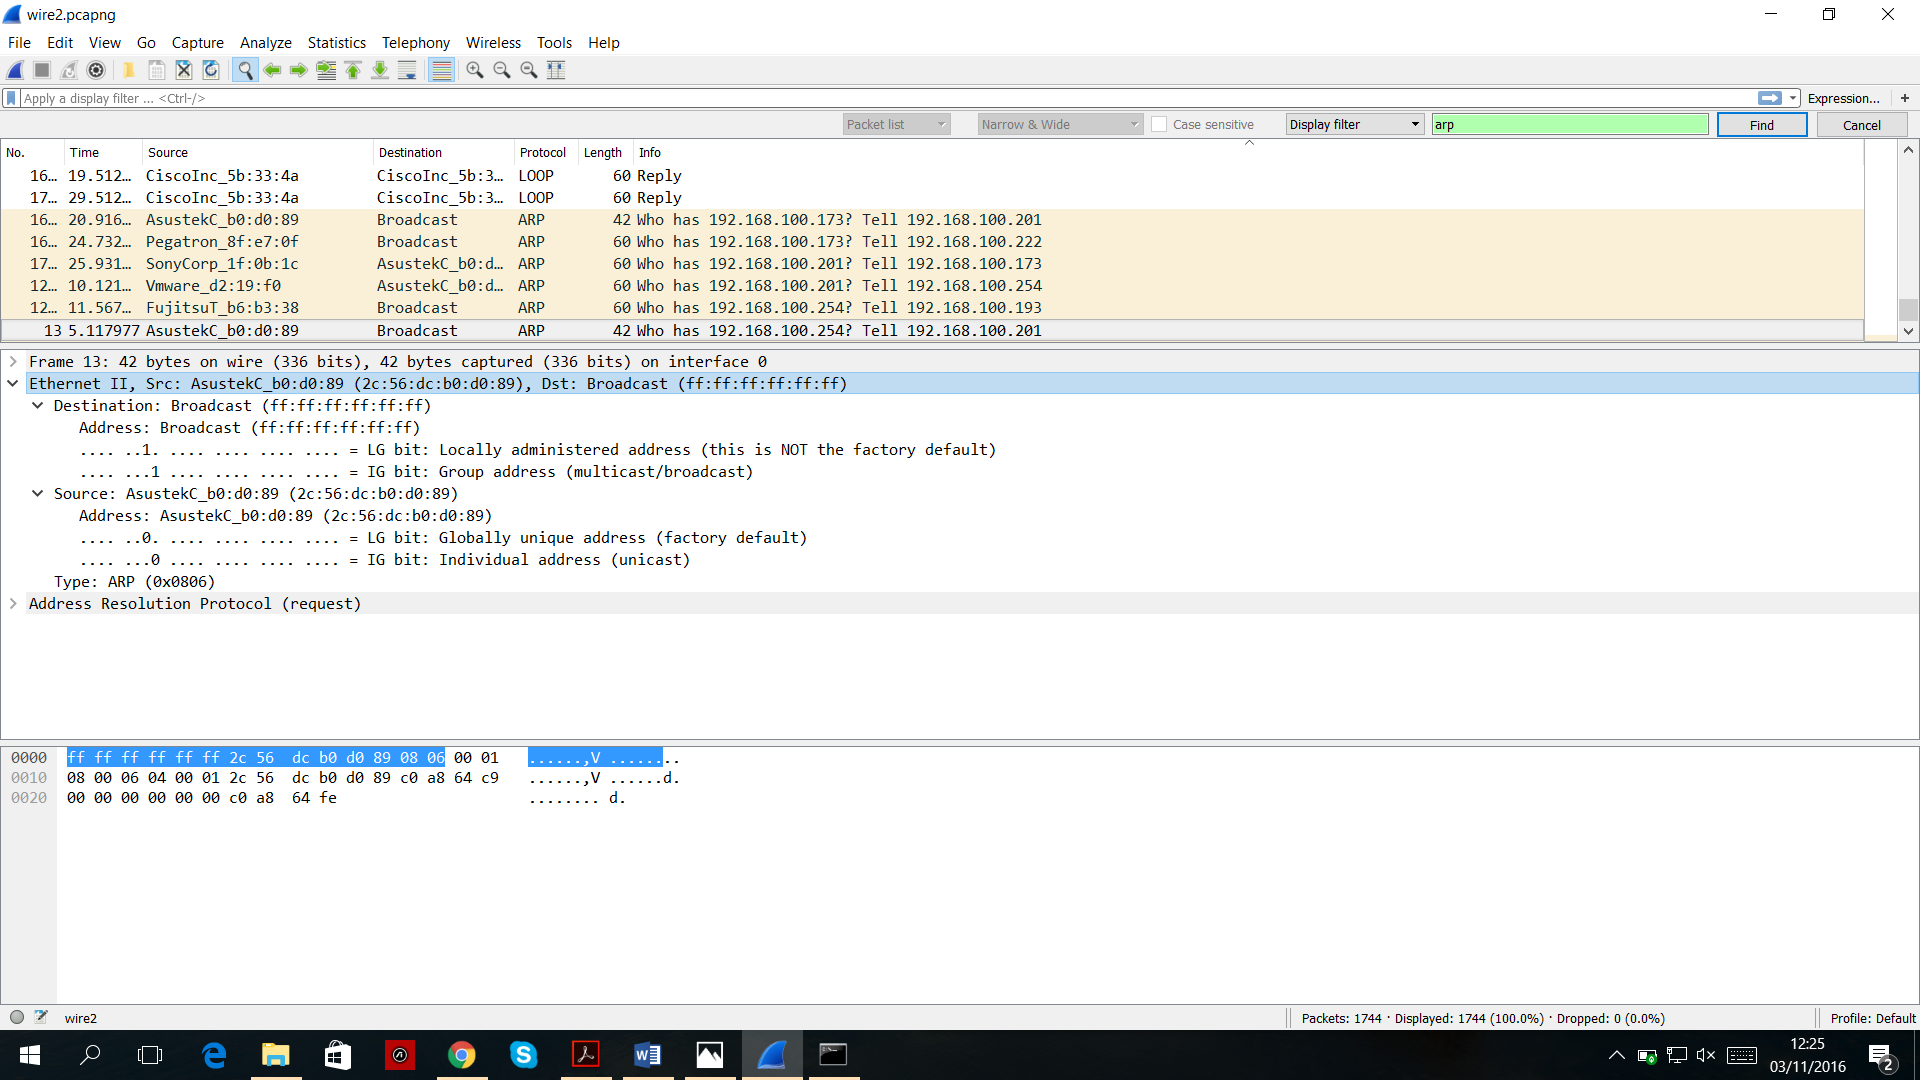 wire2.pcapng
File Edit View Go Capture Analyze Statistics Telephony Wireless Tools Help
Apply a display filter ... <Ctrl-/> Expression... +
Packet list Narrow & Wide Case sensitive Display filter arp Find Cancel
No. Time Source Destination Protocol Length Info
16... 19.512... CiscoInc_5b:33:4a CiscoInc_5b:3... LOOP 60 Reply
17... 29.512... CiscoInc_5b:33:4a CiscoInc_5b:3... LOOP 60 Reply
16... 20.916... AsustekC_b0:d0:89 Broadcast ARP 42 Who has 192.168.100.173? Tell 192.168.100.201
16... 24.732... Pegatron_8f:e7:0f Broadcast ARP 60 Who has 192.168.100.173? Tell 192.168.100.222
17... 25.931... SonyCorp_1f:0b:1c AsustekC_b0:d... ARP 60 Who has 192.168.100.201? Tell 192.168.100.173
12... 10.121... Vmware_d2:19:f0 AsustekC_b0:d... ARP 60 Who has 192.168.100.201? Tell 192.168.100.254
12... 11.567... FujitsuT_b6:b3:38 Broadcast ARP 60 Who has 192.168.100.254? Tell 192.168.100.193
13 5.117977 AsustekC_b0:d0:89 Broadcast ARP 42 Who has 192.168.100.254? Tell 192.168.100.201
Frame 13: 42 bytes on wire (336 bits), 42 bytes captured (336 bits) on interface 0
Ethernet II, Src: AsustekC_b0:d0:89 (2c:56:dc:b0:d0:89), Dst: Broadcast (ff:ff:ff:ff:ff:ff)
Destination: Broadcast (ff:ff:ff:ff:ff:ff)
Address: Broadcast (ff:ff:ff:ff:ff:ff)
.... ..1. .... .... .... .... = LG bit: Locally administered address (this is NOT the factory default)
.... ...1 .... .... .... .... = IG bit: Group address (multicast/broadcast)
Source: AsustekC_b0:d0:89 (2c:56:dc:b0:d0:89)
Address: AsustekC_b0:d0:89 (2c:56:dc:b0:d0:89)
.... ..0. .... .... .... .... = LG bit: Globally unique address (factory default)
.... ...0 .... .... .... .... = IG bit: Individual address (unicast)
Type: ARP (0x0806)
Address Resolution Protocol (request)
0000 ff ff ff ff ff ff 2c 56 dc b0 d0 89 08 06 00 01 ......,V ........
0010 08 00 06 04 00 01 2c 56 dc b0 d0 89 c0 a8 64 c9 ......,V ......d.
0020 00 00 00 00 00 00 c0 a8 64 fe ........ d.
wire2 Packets: 1744 · Displayed: 1744 (100.0%) · Dropped: 0 (0.0%) Profile: Default
12:25
03/11/2016
2